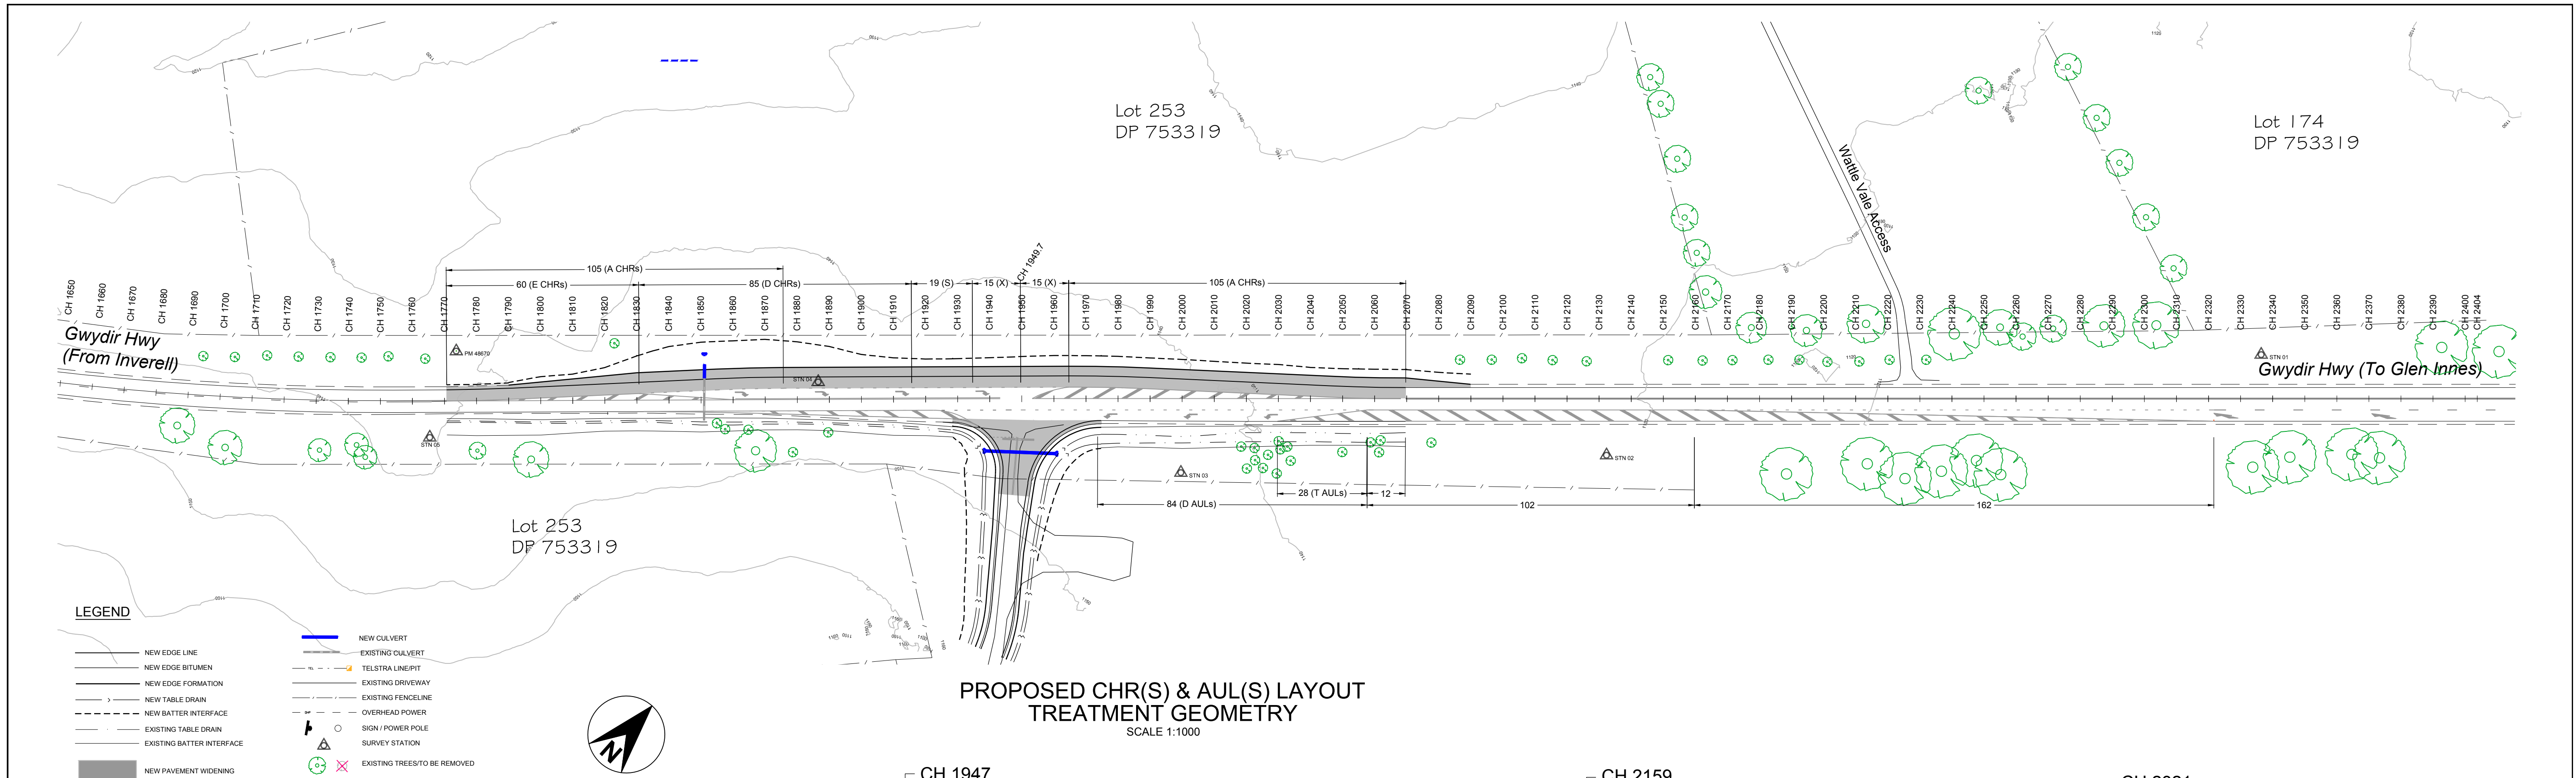 Lot 253
DP 753319
Lot 174
DP 753319
Wattle Vale Access
CH 1949.7
105 (A CHRs)
60 (E CHRs)
85 (D CHRs)
19 (S)
15 (X)
15 (X)
105 (A CHRs)
CH 1650
CH 1660
CH 1670
CH 1680
CH 1690
CH 1700
CH 1710
CH 1720
CH 1730
CH 1740
CH 1750
CH 1760
CH 1770
CH 1780
CH 1790
CH 1800
CH 1810
CH 1820
CH 1830
CH 1840
CH 1850
CH 1860
CH 1870
CH 1880
CH 1890
CH 1900
CH 1910
CH 1920
CH 1930
CH 1940
CH 1950
CH 1960
CH 1970
CH 1980
CH 1990
CH 2000
CH 2010
CH 2020
CH 2030
CH 2040
CH 2050
CH 2060
CH 2070
CH 2080
CH 2090
CH 2100
CH 2110
CH 2120
CH 2130
CH 2140
CH 2150
CH 2160
CH 2170
CH 2180
CH 2190
CH 2200
CH 2210
CH 2220
CH 2230
CH 2240
CH 2250
CH 2260
CH 2270
CH 2280
CH 2290
CH 2300
CH 2310
CH 2320
CH 2330
CH 2340
CH 2350
CH 2360
CH 2370
CH 2380
CH 2390
CH 2400
CH 2404
Gwydir Hwy
(From Inverell)
PM 48670
STN 04
STN 01
Gwydir Hwy (To Glen Innes)
STN 05
STN 03
STN 02
28 (T AULs)
12
84 (D AULs)
102
162
Lot 253
DP 753319
LEGEND
NEW EDGE LINE
NEW EDGE BITUMEN
NEW EDGE FORMATION
NEW TABLE DRAIN
NEW BATTER INTERFACE
EXISTING TABLE DRAIN
EXISTING BATTER INTERFACE
NEW PAVEMENT WIDENING
NEW CULVERT
EXISTING CULVERT
TELSTRA LINE/PIT
EXISTING DRIVEWAY
EXISTING FENCELINE
OVERHEAD POWER
SIGN / POWER POLE
SURVEY STATION
EXISTING TREES/TO BE REMOVED
N
PROPOSED CHR(S) & AUL(S) LAYOUT
TREATMENT GEOMETRY
SCALE 1:1000
CH 1947
CH 2159